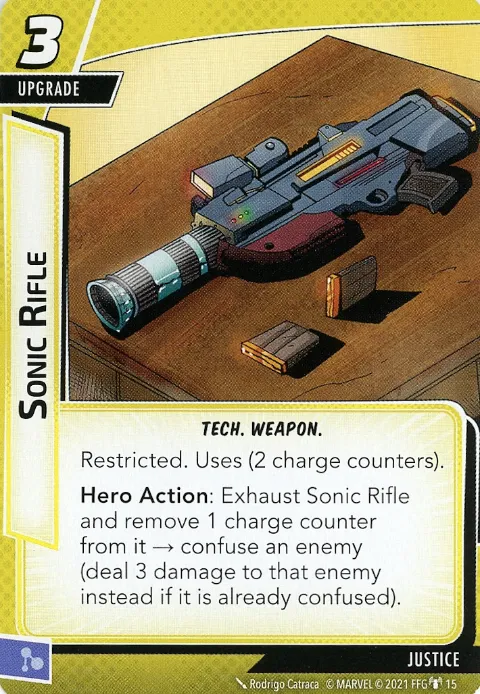 3
UPGRADE
SONIC RIFLE
TECH. WEAPON.
Restricted. Uses (2 charge counters).
Hero Action: Exhaust Sonic Rifle
and remove 1 charge counter
from it → confuse an enemy
(deal 3 damage to that enemy
instead if it is already confused).
JUSTICE
Rodrigo Catraca © MARVEL © 2021 FFG 15